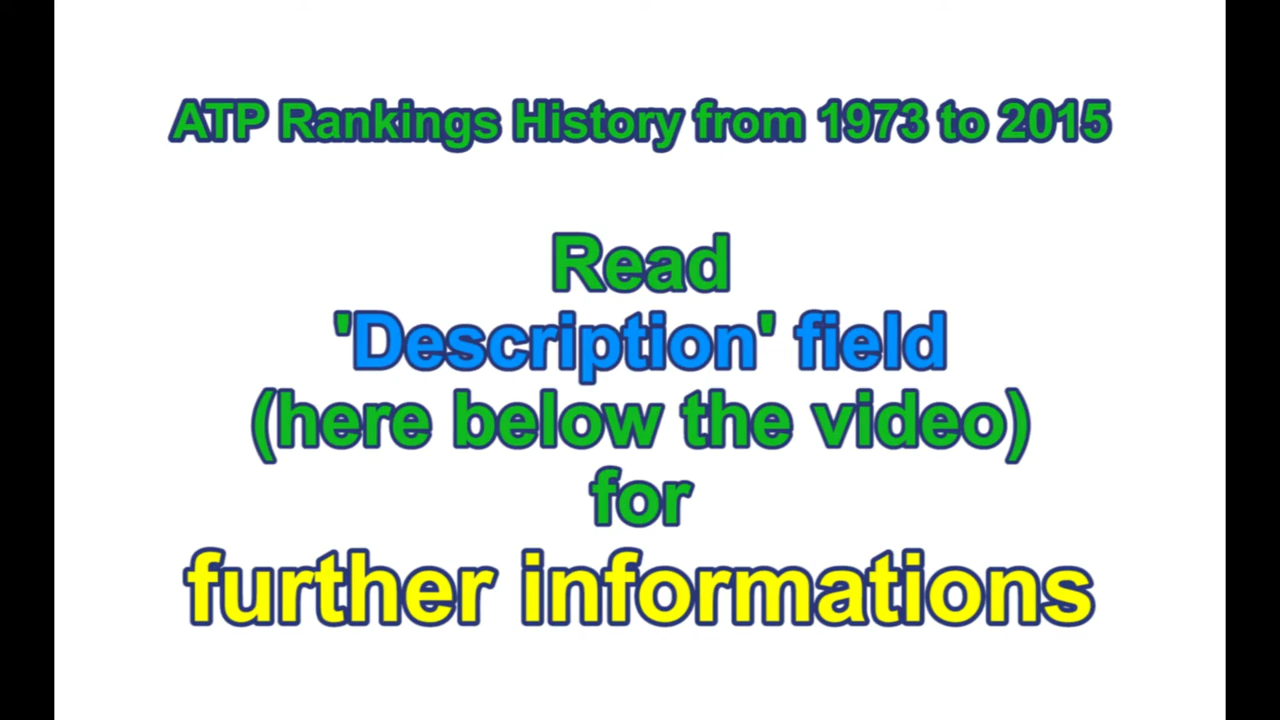 ATP Rankings History from 1973 to 2015
Read
'Description' field
(here below the video)
for
further informations